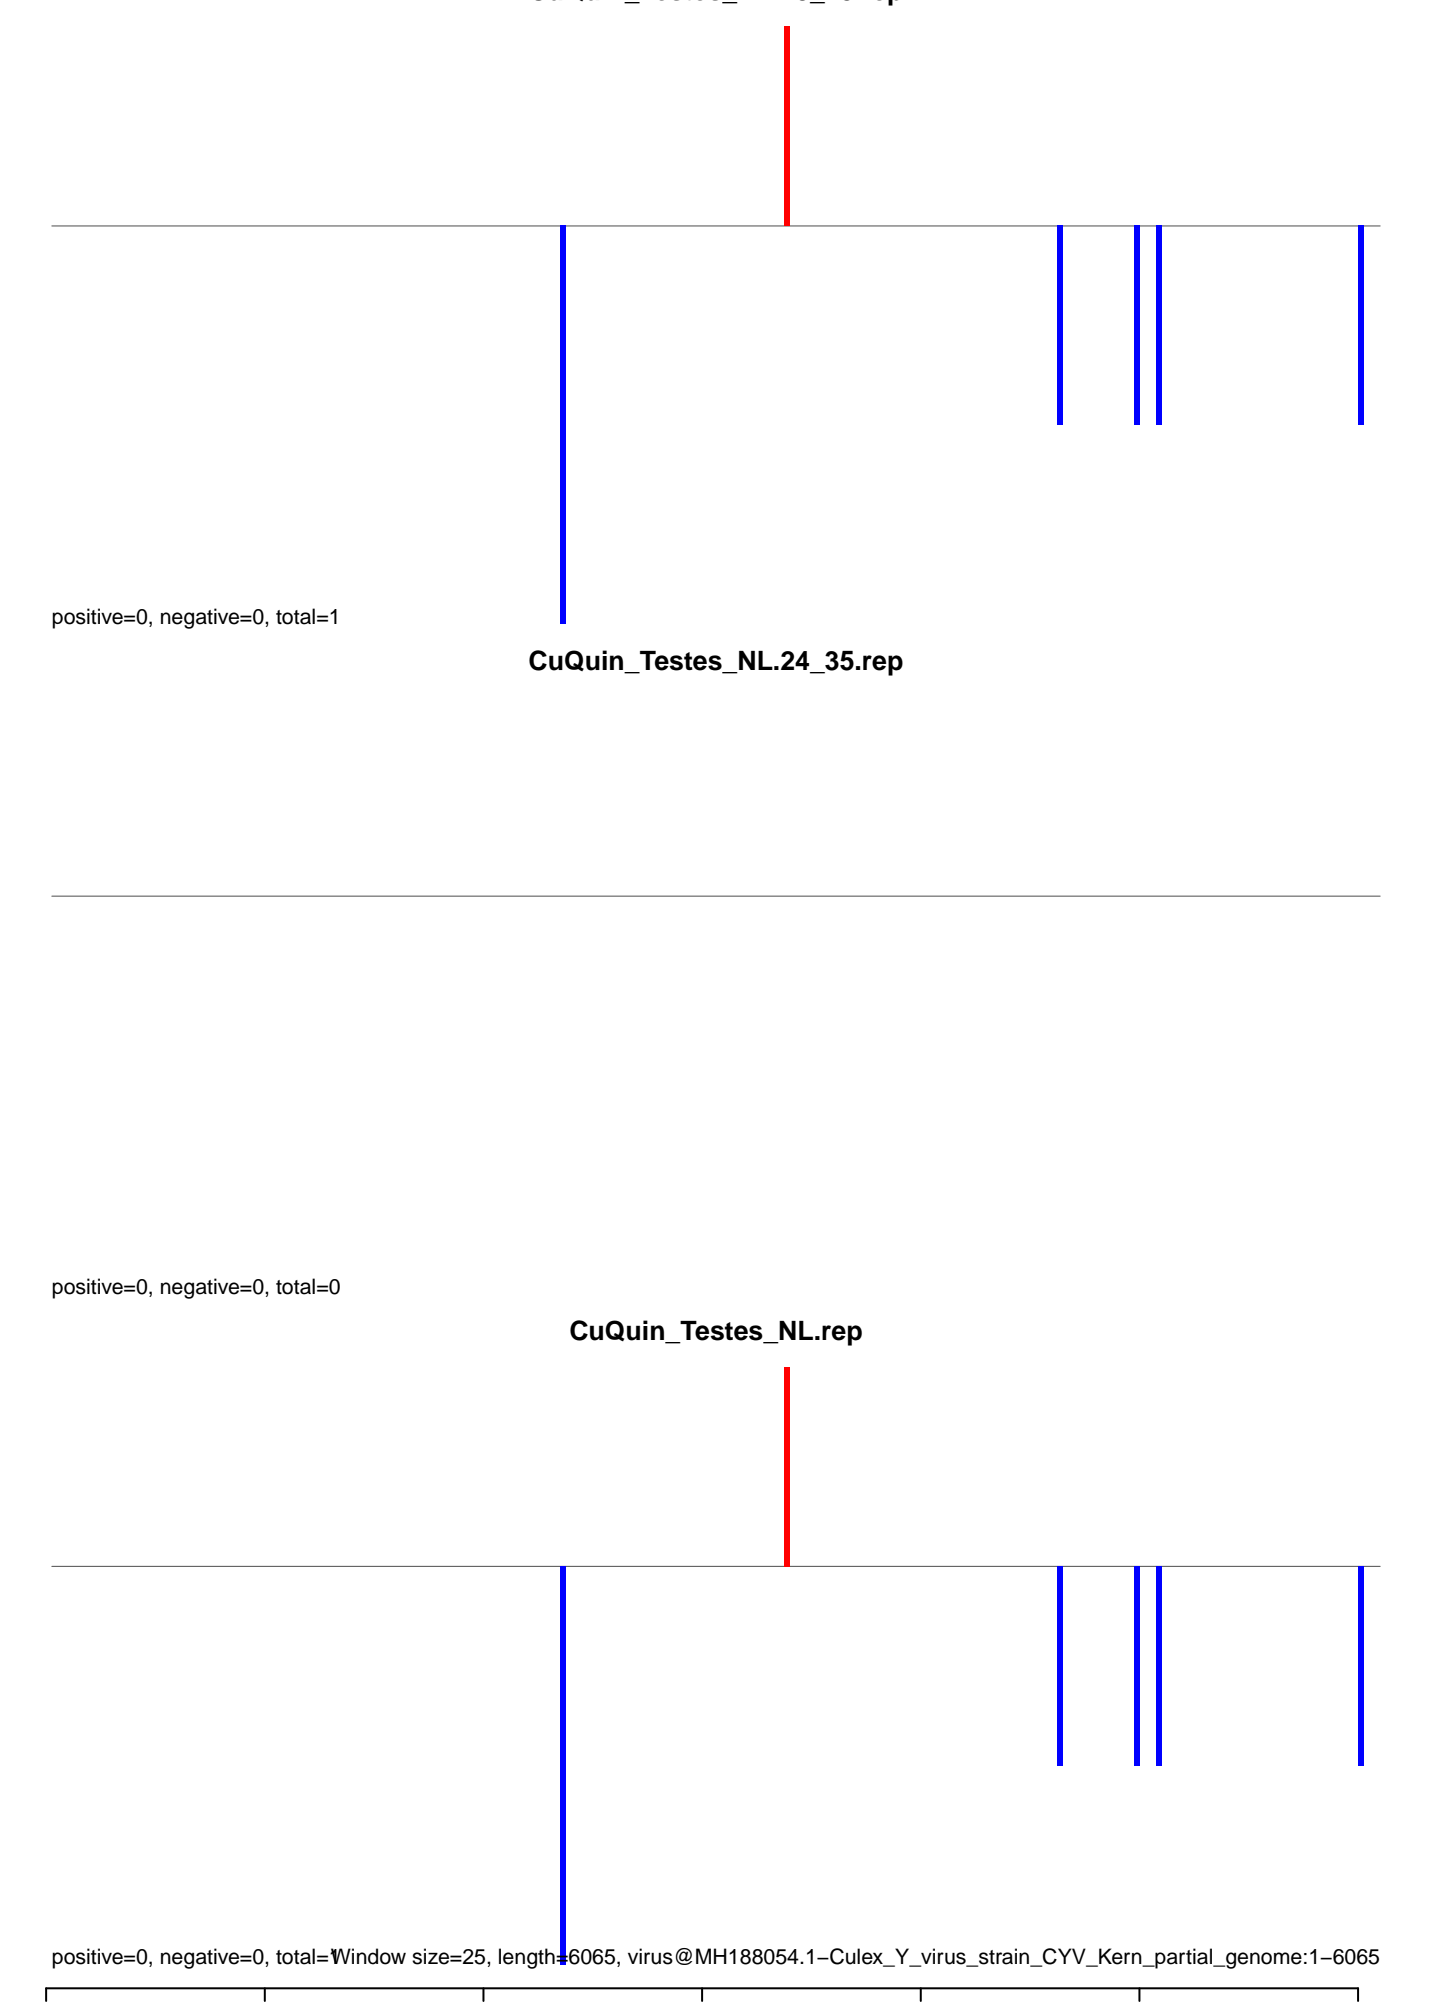 positive=0, negative=0, total=1
CuQuin_Testes_NL.24_35.rep
positive=0, negative=0, total=0
CuQuin_Testes_NL.rep
positive=0, negative=0, total=1
Window size=25, length=6065, virus@MH188054.1−Culex_Y_virus_strain_CYV_Kern_partial_genome:1−6065